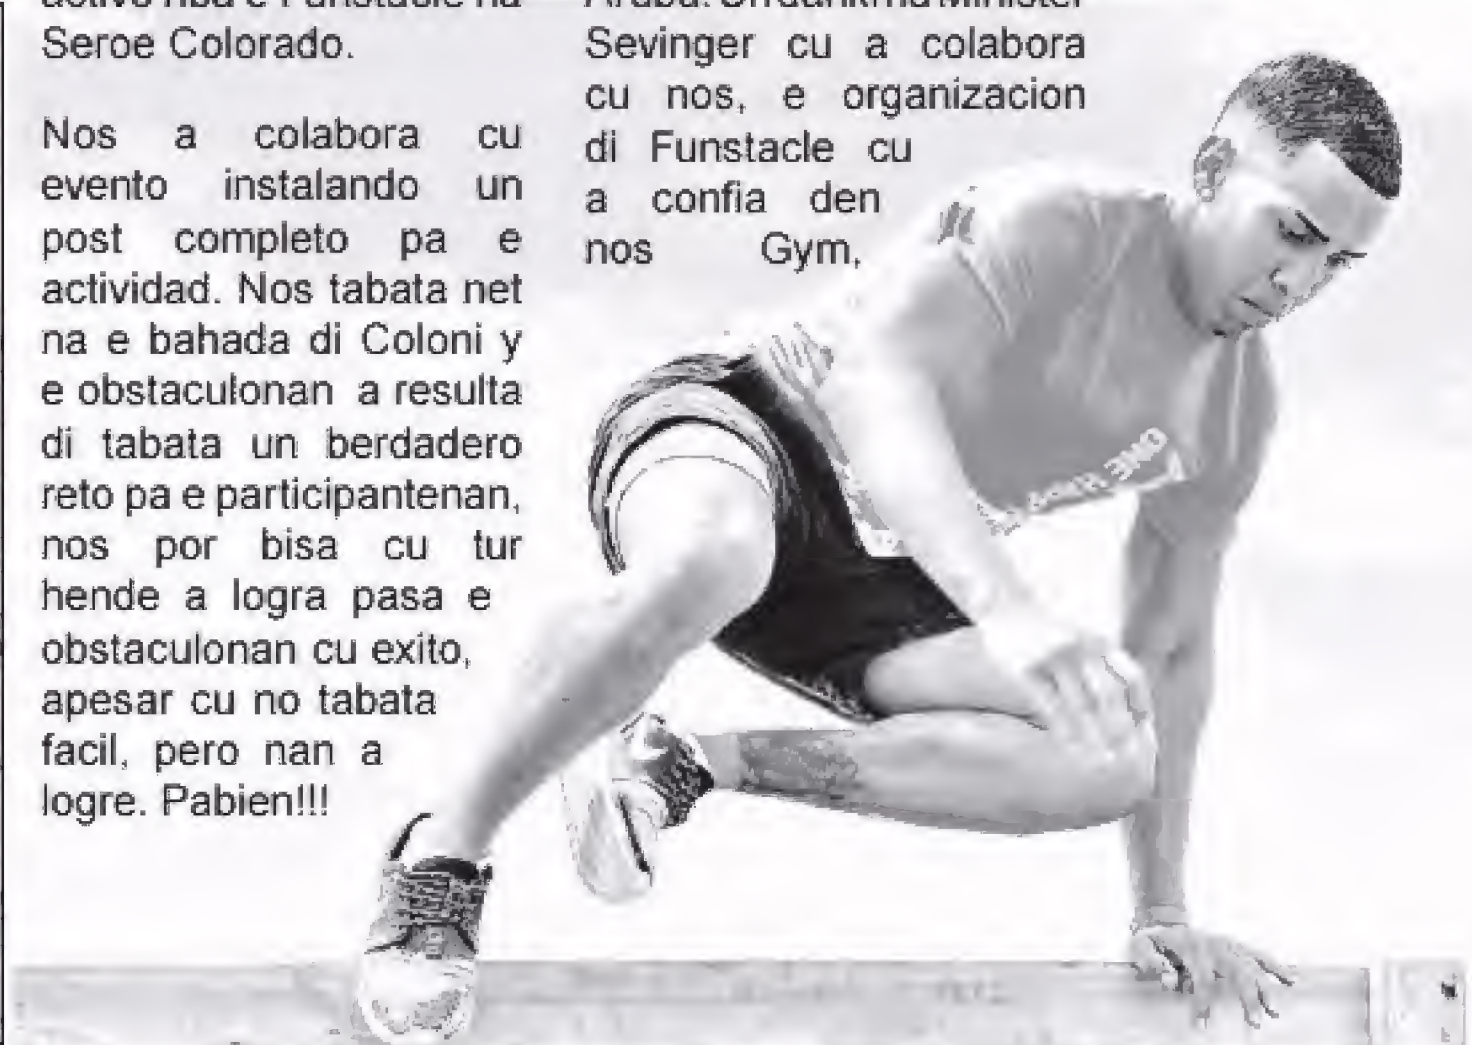 Seroe Colorado.
Nos a colabora cu
evento instalando un
post completo pa e
actividad. Nos tabata net
na e bahada di Coloni y
e obstaculonan a resulta
di tabata un berdadero
reto pa e participantenan,
nos por bisa cu tur
hende a logra pasa e
obstaculonan cu exito,
apesar cu no tabata
facil, pero nan a
logre. Pabien!!!
Sevinger cu a colabora
cu nos, e organizacion
di Funstacle cu
a confia den
nos Gym,
ONE